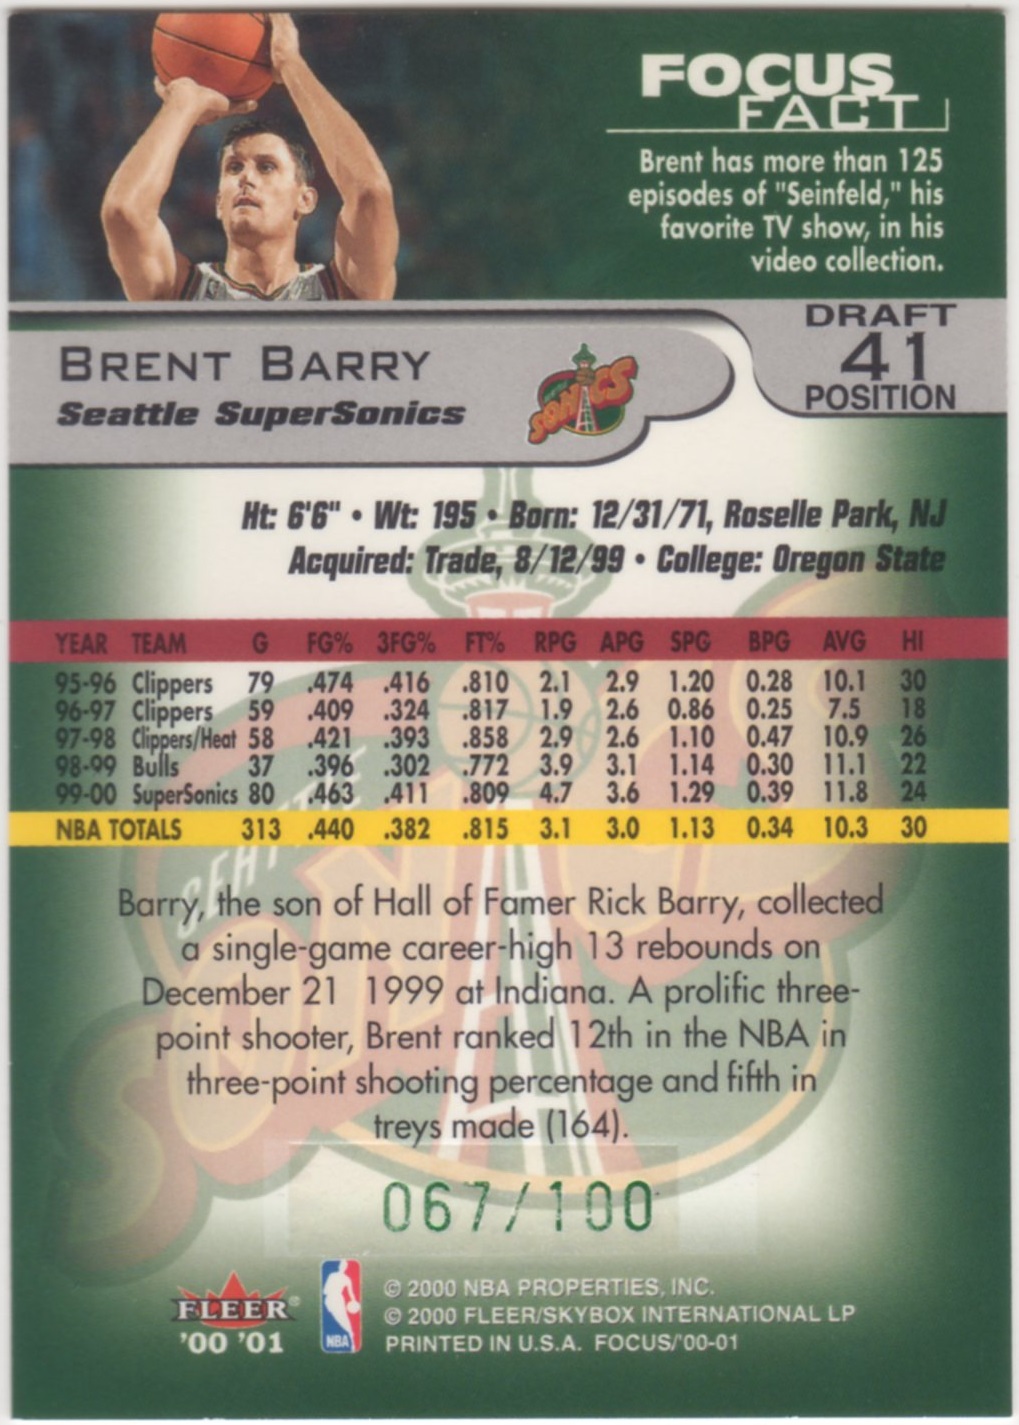 FOCUS
FACT
Brent has more than 125
episodes of "Seinfeld," his
favorite TV show, in his
video collection.
DRAFT
41
POSITION
BRENT BARRY
Seattle SuperSonics
SONICS
Ht: 6'6" • Wt: 195 • Born: 12/31/71, Roselle Park, NJ
Acquired: Trade, 8/12/99 • College: Oregon State
YEAR TEAM G FG% 3FG% FT% RPG APG SPG BPG AVG HI
95-96 Clippers 79 .474 .416 .810 2.1 2.9 1.20 0.28 10.1 30
96-97 Clippers 59 .409 .324 .817 1.9 2.6 0.86 0.25 7.5 18
97-98 Clippers/Heat 58 .421 .393 .858 2.9 2.6 1.10 0.47 10.9 26
98-99 Bulls 37 .396 .302 .772 3.9 3.1 1.14 0.30 11.1 22
99-00 SuperSonics 80 .463 .411 .809 4.7 3.6 1.29 0.39 11.8 24
NBA TOTALS 313 .440 .382 .815 3.1 3.0 1.13 0.34 10.3 30
SEATTLE
SONICS
Barry, the son of Hall of Famer Rick Barry, collected
a single-game career-high 13 rebounds on
December 21 1999 at Indiana. A prolific three-
point shooter, Brent ranked 12th in the NBA in
three-point shooting percentage and fifth in
treys made (164).
067/100
FLEER®
'00 '01
NBA
© 2000 NBA PROPERTIES, INC.
© 2000 FLEER/SKYBOX INTERNATIONAL LP
PRINTED IN U.S.A. FOCUS/'00-01